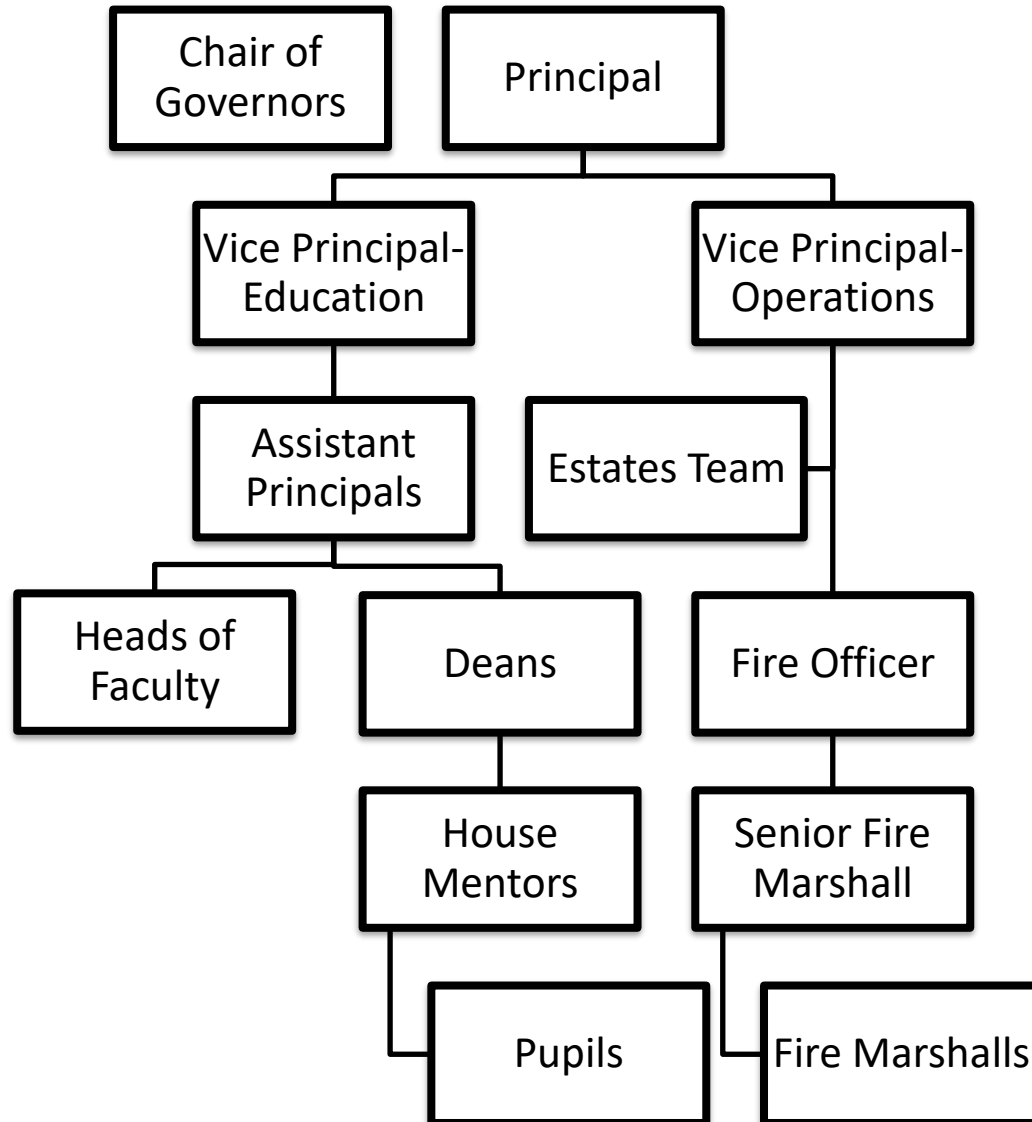 Chair of
Governors
Principal
Vice Principal-
Education
Vice Principal-
Operations
Assistant
Principals
Estates Team
Heads of
Faculty
Deans
Fire Officer
House
Mentors
Senior Fire
Marshall
Pupils
Fire Marshalls